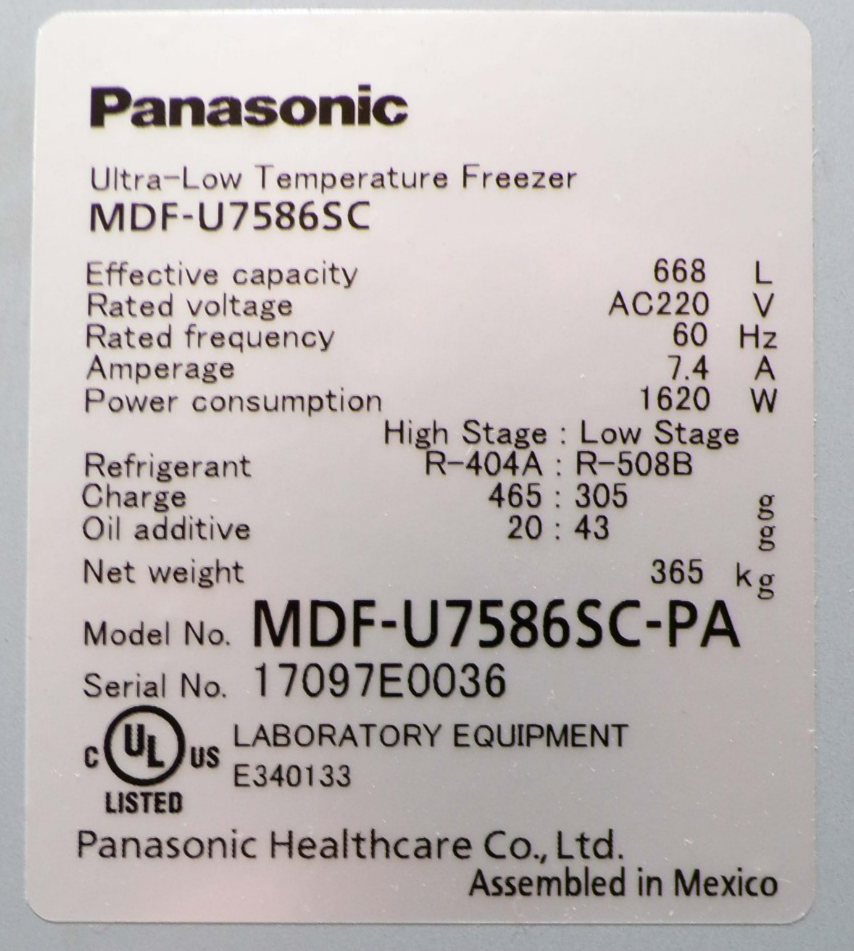 Panasonic
Ultra-Low Temperature Freezer
MDF-U7586SC
Effective capacity 668 L
Rated voltage AC220 V
Rated frequency 60 Hz
Amperage 7.4 A
Power consumption 1620 W
High Stage : Low Stage
Refrigerant R-404A : R-508B
Charge 465 : 305 g
Oil additive 20 : 43 g
Net weight 365 kg
Model No. MDF-U7586SC-PA
Serial No. 17097E0036
C UL US LISTED
LABORATORY EQUIPMENT
E340133
Panasonic Healthcare Co., Ltd.
Assembled in Mexico